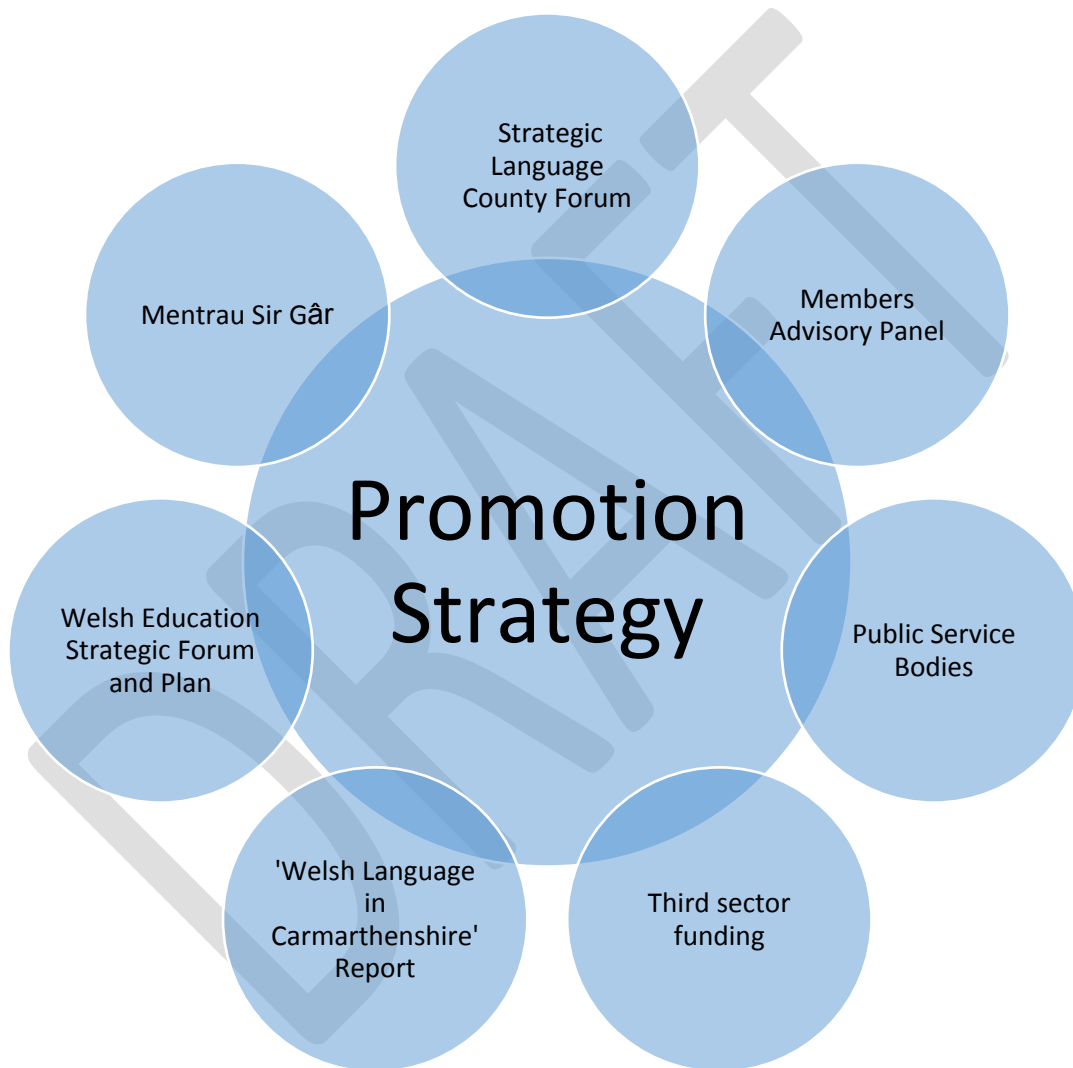 Strategic
Language
County Forum
Members
Advisory Panel
Public Service
Bodies
Third sector
funding
'Welsh Language
in
Carmarthenshire'
Report
Welsh Education
Strategic Forum
and Plan
Mentrau Sir Gâr
Promotion
Strategy
DRAFT